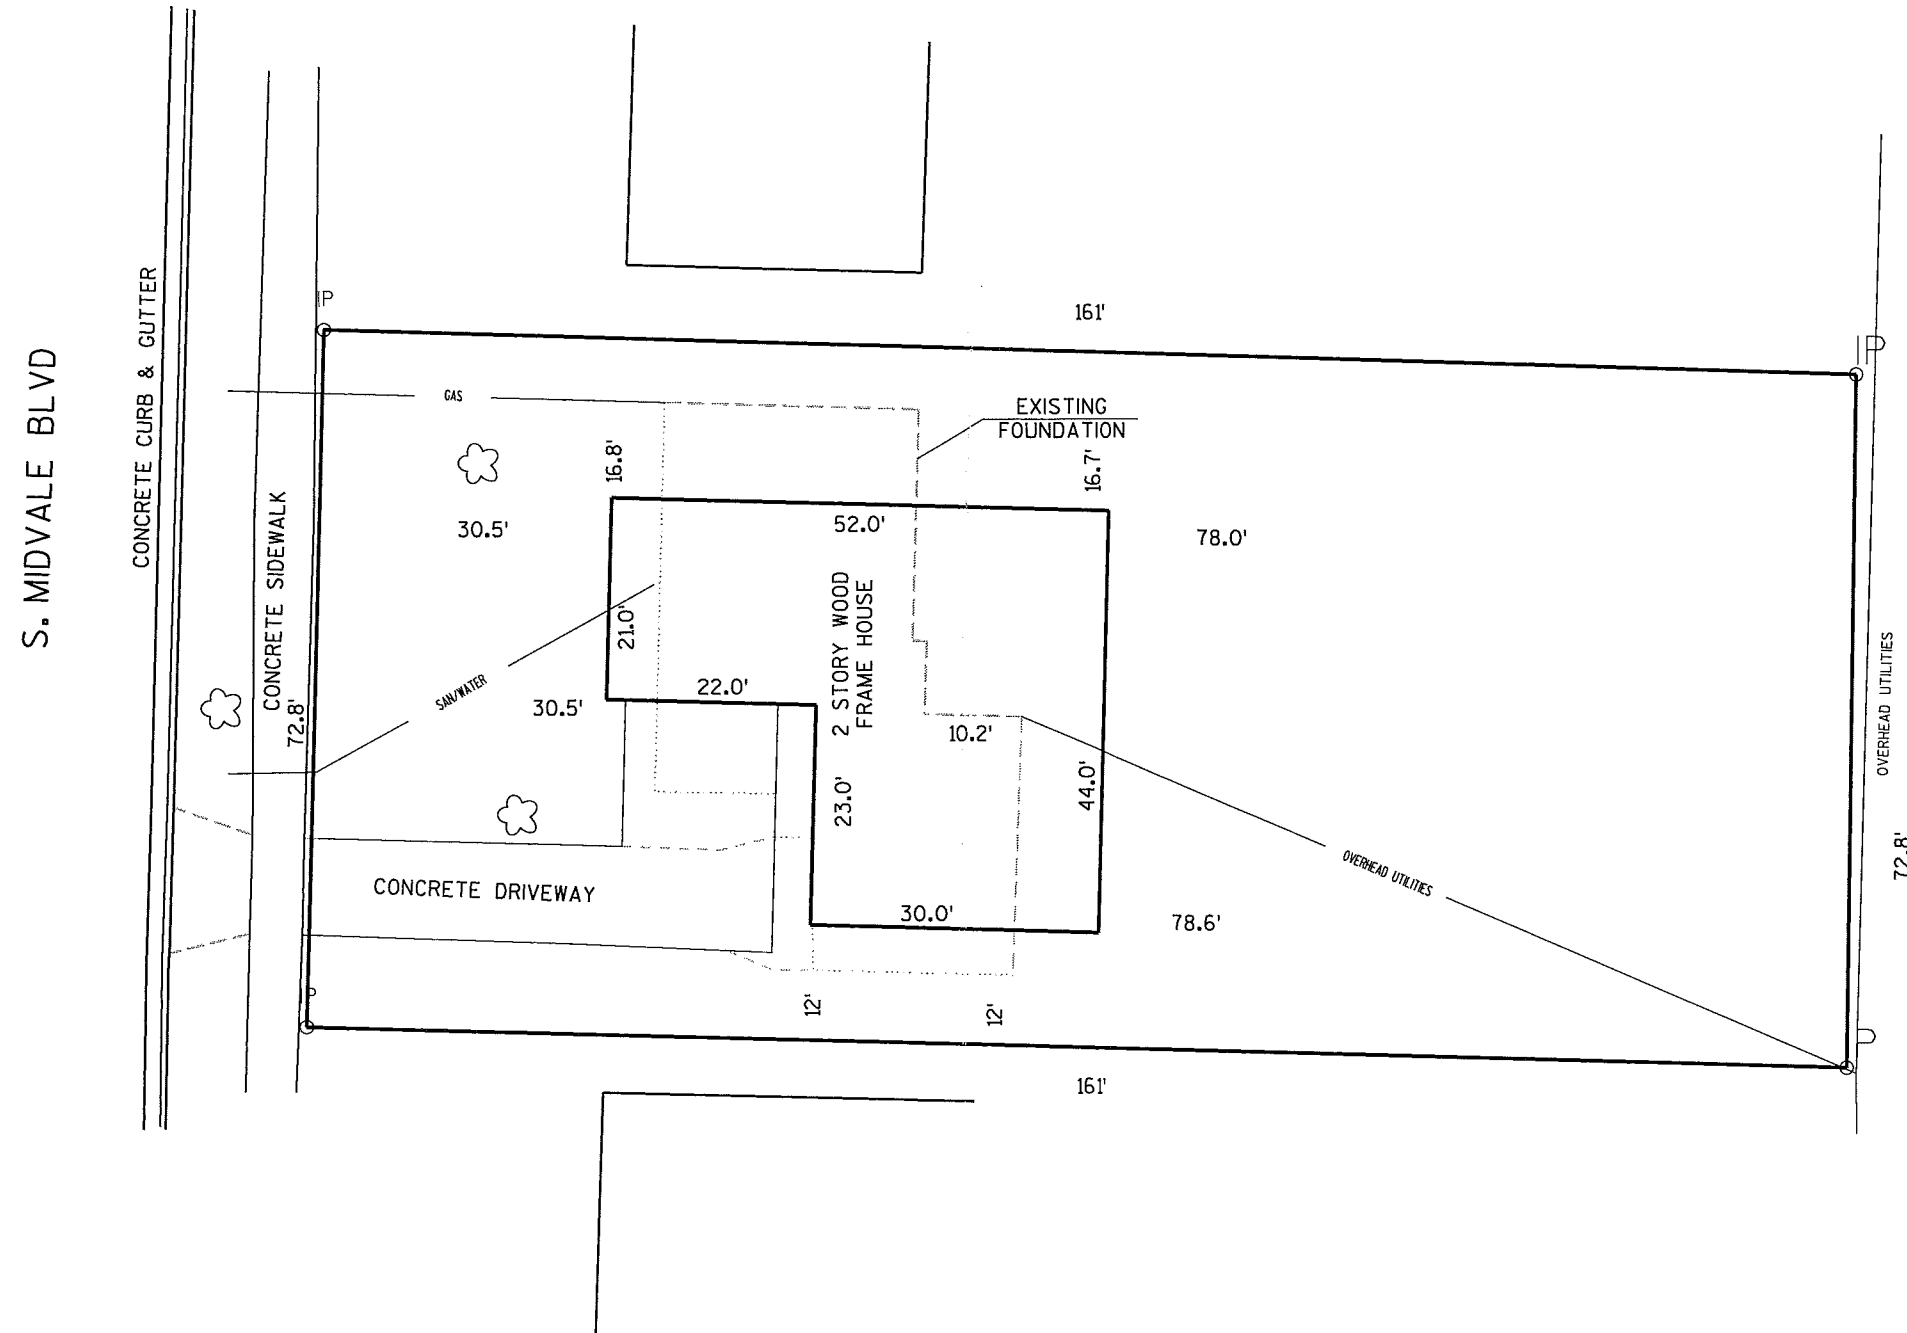 S. MIDVALE BLVD
CONCRETE CURB & GUTTER
CONCRETE SIDEWALK
72.8'
IP
161'
IP
GAS
EXISTING
FOUNDATION
16.8'
16.7'
30.5'
52.0'
78.0'
21.0'
2 STORY WOOD
FRAME HOUSE
SAN/WATER
30.5'
22.0'
10.2'
23.0'
44.0'
OVERHEAD UTILITIES
OVERHEAD UTILITIES
72.8'
CONCRETE DRIVEWAY
30.0'
78.6'
P
12'
12'
P
161'